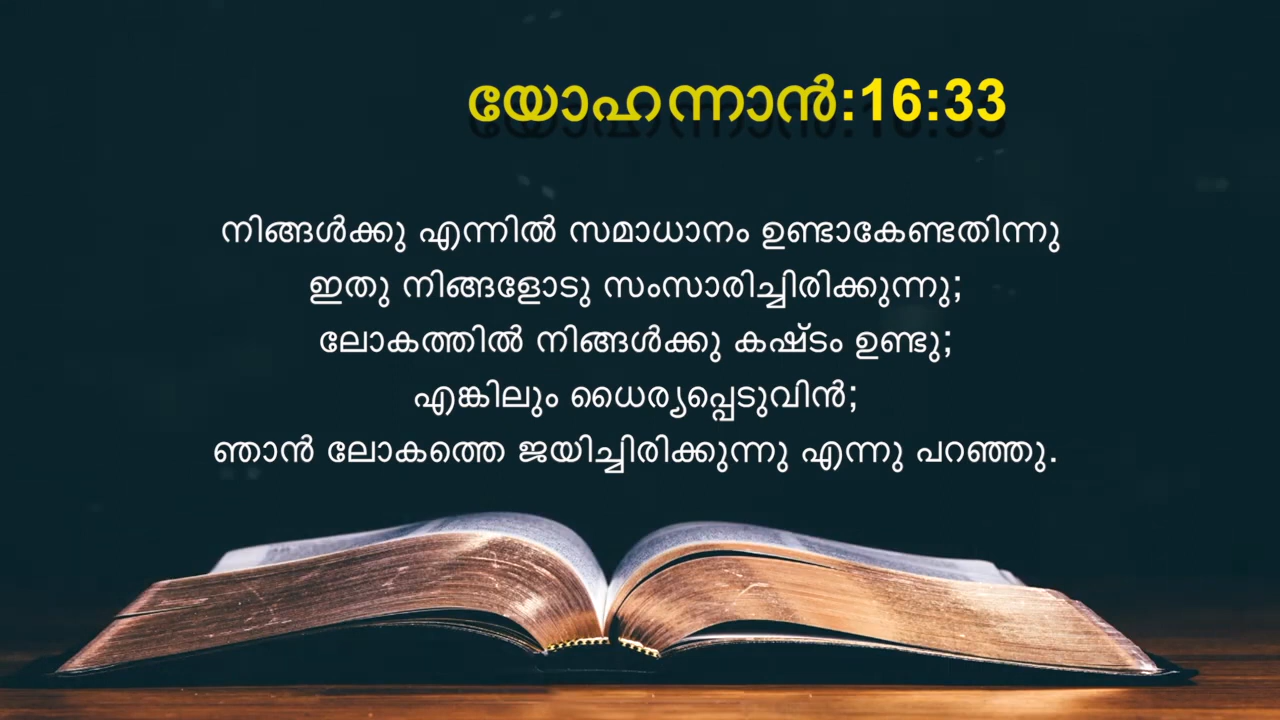 യോഹന്നാൻ:16:33
നിങ്ങൾക്കു എന്നിൽ സമാധാനം ഉണ്ടാകേണ്ടതിന്നു
ഇതു നിങ്ങളോടു സംസാരിച്ചിരിക്കുന്നു;
ലോകത്തിൽ നിങ്ങൾക്കു കഷ്ടം ഉണ്ടു;
എങ്കിലും ധൈര്യപ്പെടുവിൻ;
ഞാൻ ലോകത്തെ ജയിച്ചിരിക്കുന്നു എന്നു പറഞ്ഞു.